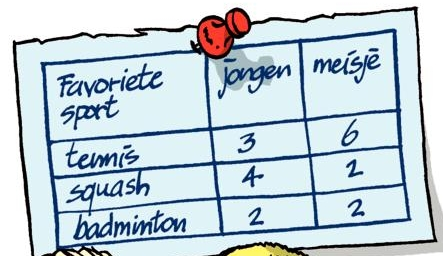 Favoriete sport jongen meisje
tennis 3 6
squash 4 2
badminton 2 2